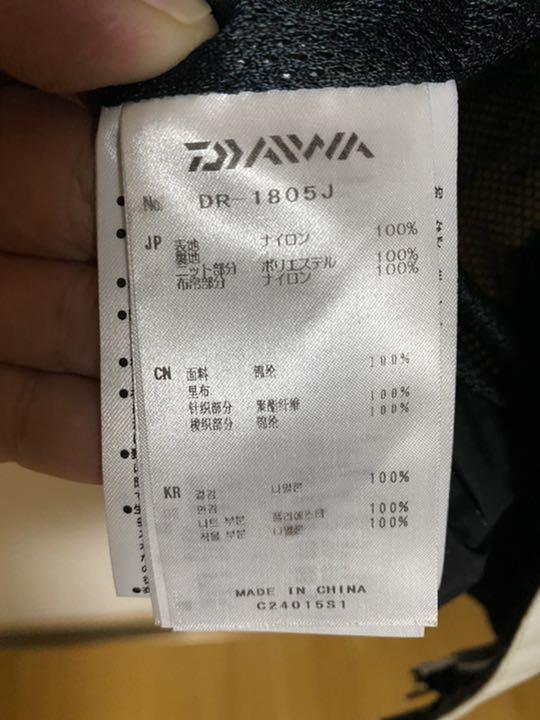 DAIWA
No. DR-1805J
JP 表地 ナイロン 100%
裏地
ニット部分 ポリエステル 100%
布帛部分 ナイロン 100%
CN 面料 锦纶 100%
里布
针织部分 聚酯纤维 100%
梭织部分 锦纶 100%
KR 겉감 나일론 100%
안감
니트 부분 폴리에스터 100%
직물 부분 나일론 100%
MADE IN CHINA
C24015S1